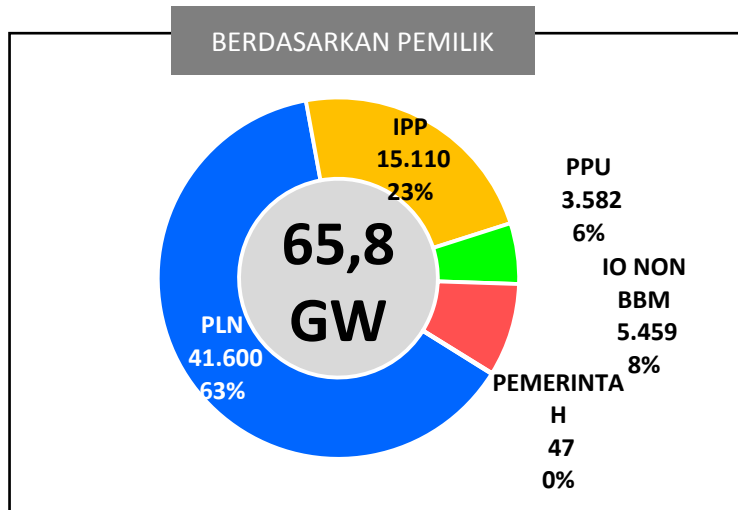 BERDASARKAN PEMILIK
IPP
15.110
23%
PPU
3.582
6%
IO NON
BBM
5.459
8%
65,8
GW
PLN
41.600
63%
PEMERINTA
H
47
0%